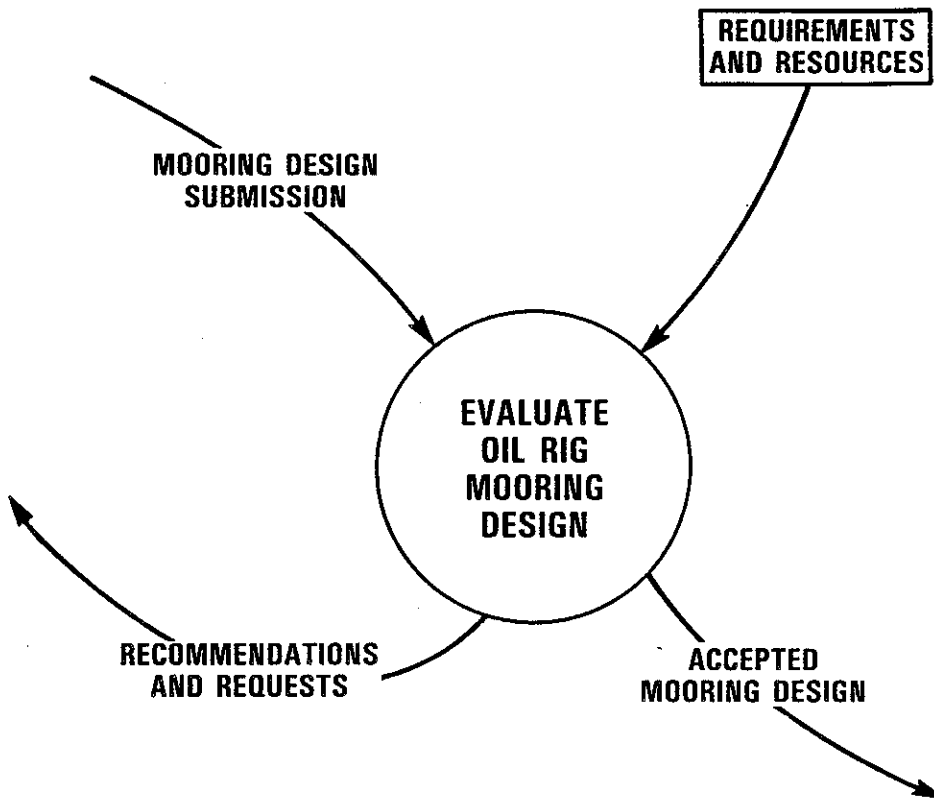 REQUIREMENTS
AND RESOURCES
MOORING DESIGN
SUBMISSION
EVALUATE
OIL RIG
MOORING
DESIGN
RECOMMENDATIONS
AND REQUESTS
ACCEPTED
MOORING DESIGN